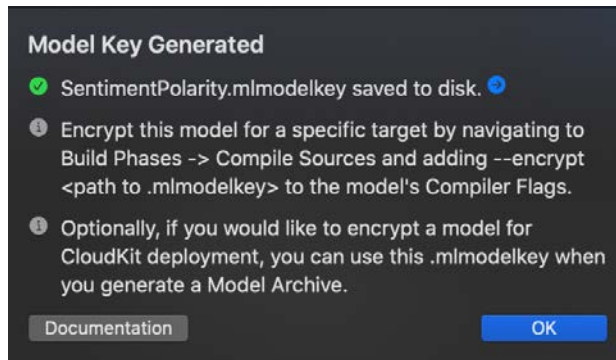 Model Key Generated
SentimentPolarity.mlmodelkey saved to disk.
Encrypt this model for a specific target by navigating to
Build Phases -> Compile Sources and adding --encrypt
<path to .mlmodelkey> to the model's Compiler Flags.
Optionally, if you would like to encrypt a model for
CloudKit deployment, you can use this .mlmodelkey when
you generate a Model Archive.
Documentation
OK